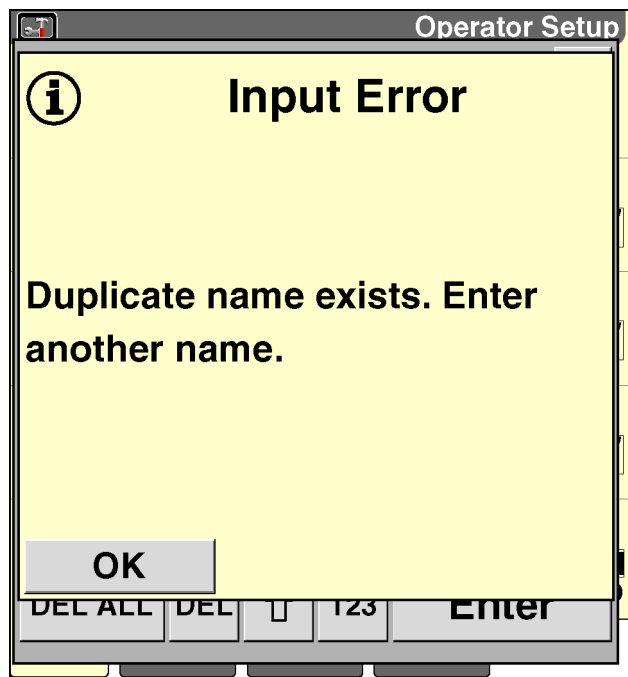 Operator Setup
Input Error
Duplicate name exists. Enter
another name.
OK
DEL ALL DEL 123 Enter